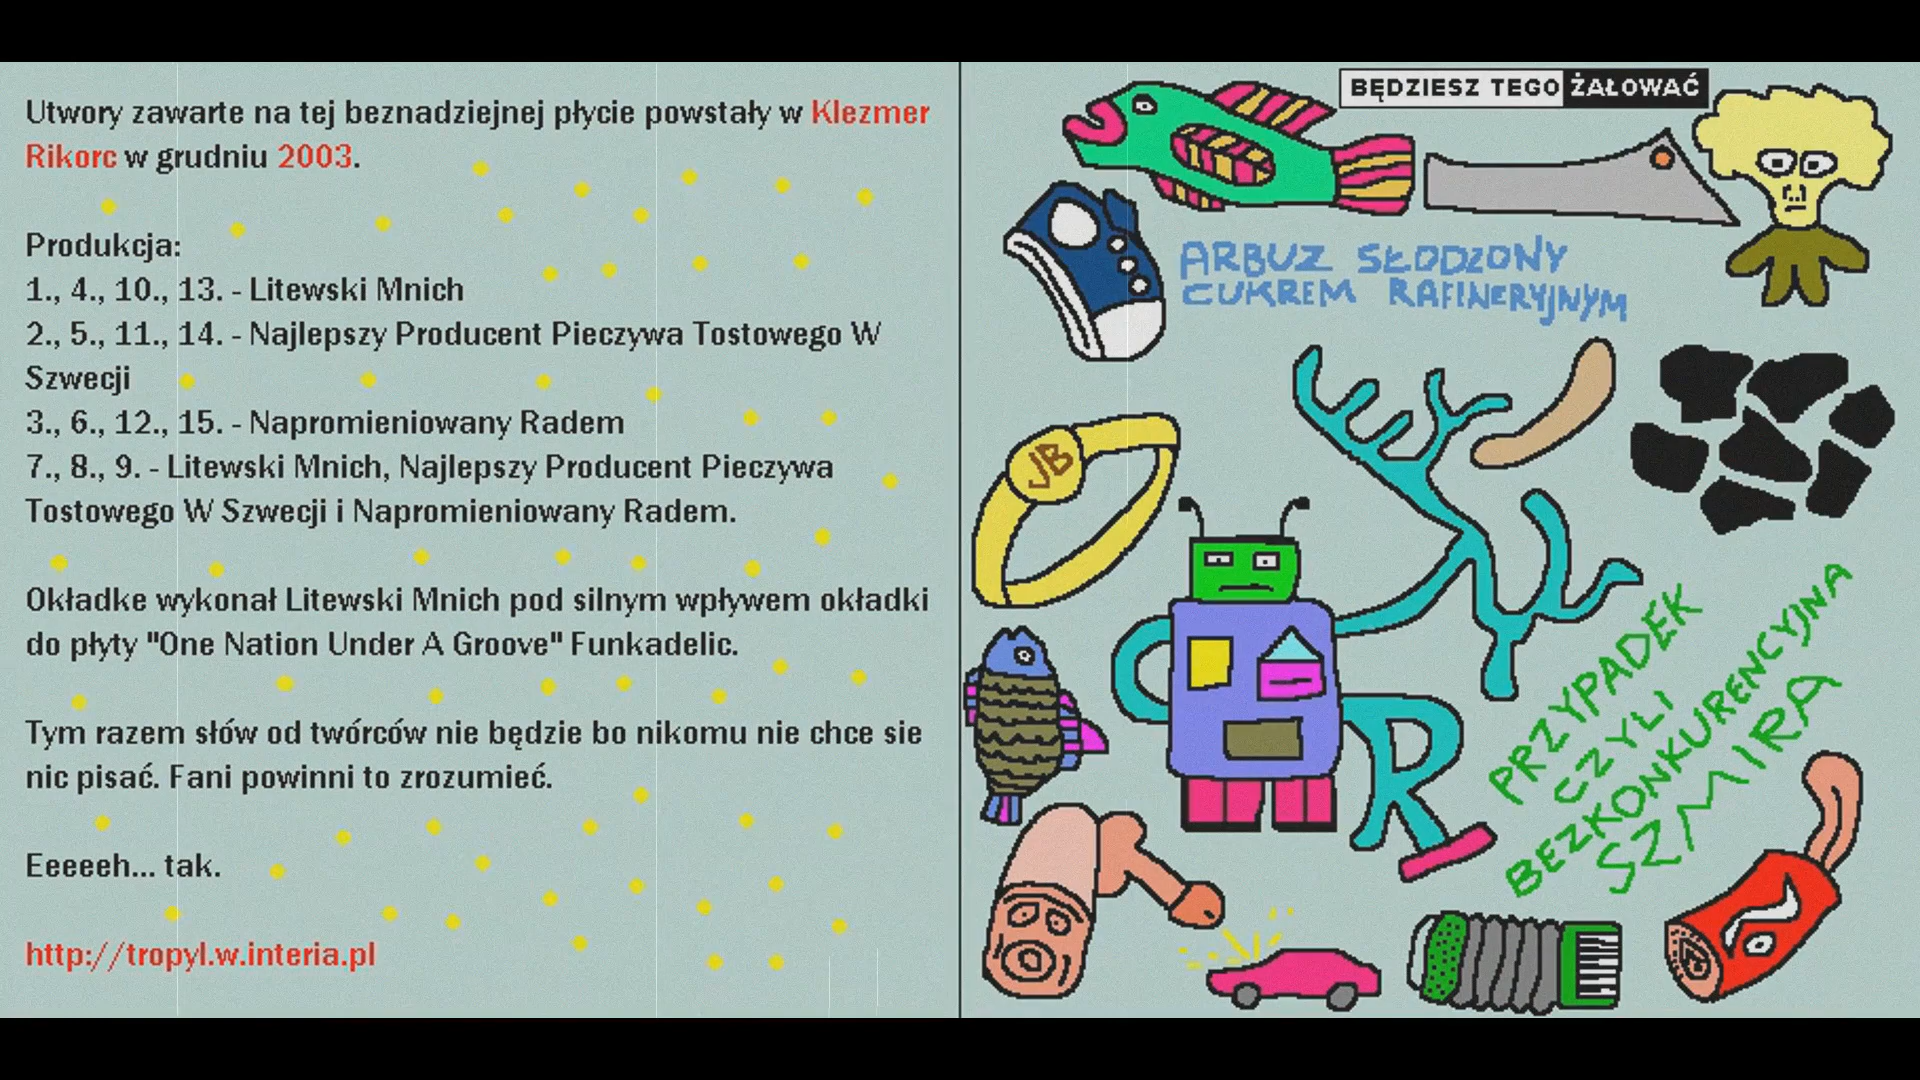 Utwory zawarte na tej beznadziejnej płycie powstały w Klezmer
Rikorc w grudniu 2003.
Produkcja:
1., 4., 10., 13. - Litewski Mnich
2., 5., 11., 14. - Najlepszy Producent Pieczywa Tostowego W
Szwecji
3., 6., 12., 15. - Napromieniowany Radem
7., 8., 9. - Litewski Mnich, Najlepszy Producent Pieczywa
Tostowego W Szwecji i Napromieniowany Radem.
Okładke wykonał Litewski Mnich pod silnym wpływem okładki
do płyty "One Nation Under A Groove" Funkadelic.
Tym razem słów od twórców nie będzie bo nikomu nie chce sie
nic pisać. Fani powinni to zrozumieć.
Eeeeeh... tak.
http://tropyl.w.interia.pl
BĘDZIESZ TEGO ŻAŁOWAĆ
ARBUZ SŁODZONY
CUKREM RAFINERYJNYM
JB
R
PRZYPADEK
CZYLI
BEZKONKURENCYJNA
SZMIRA